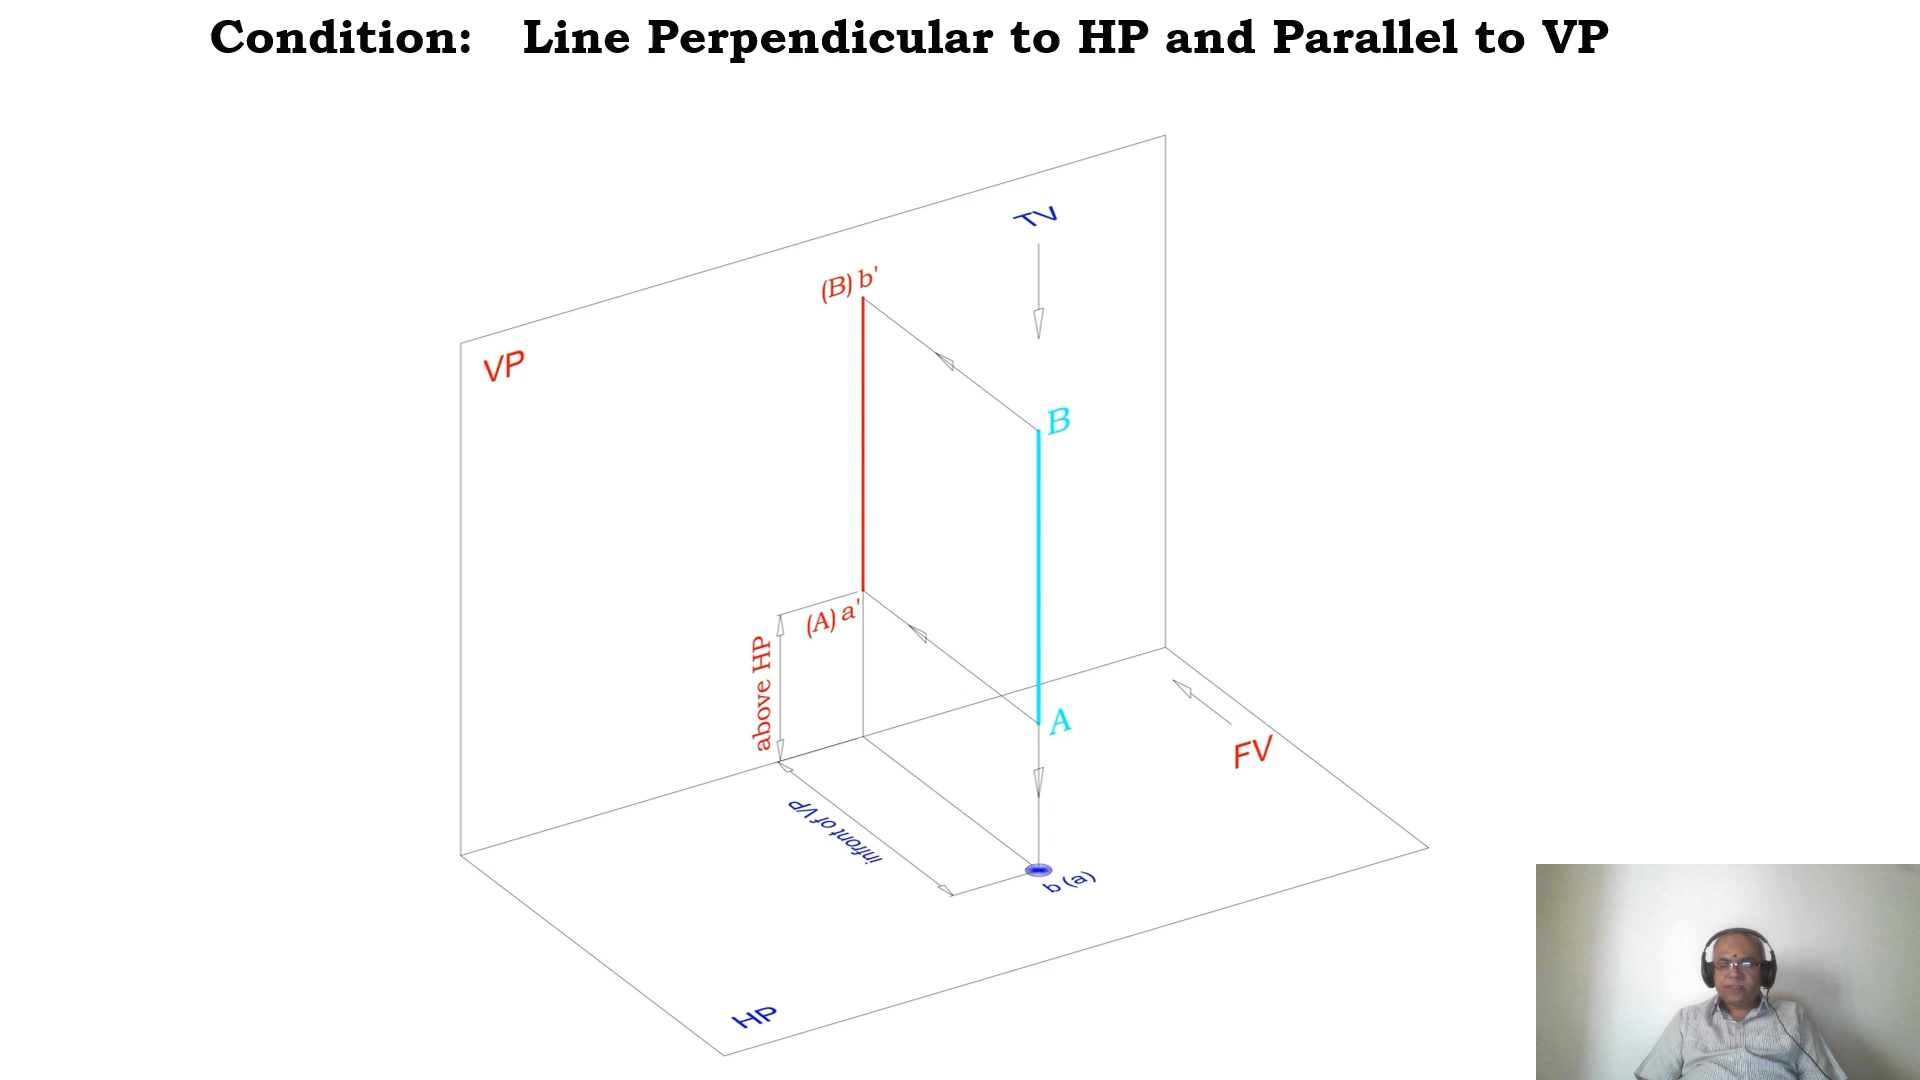 Condition: Line Perpendicular to HP and Parallel to VP
TV
(B) b'
VP
B
(A) a'
above HP
A
FV
infront of VP
b (a)
HP